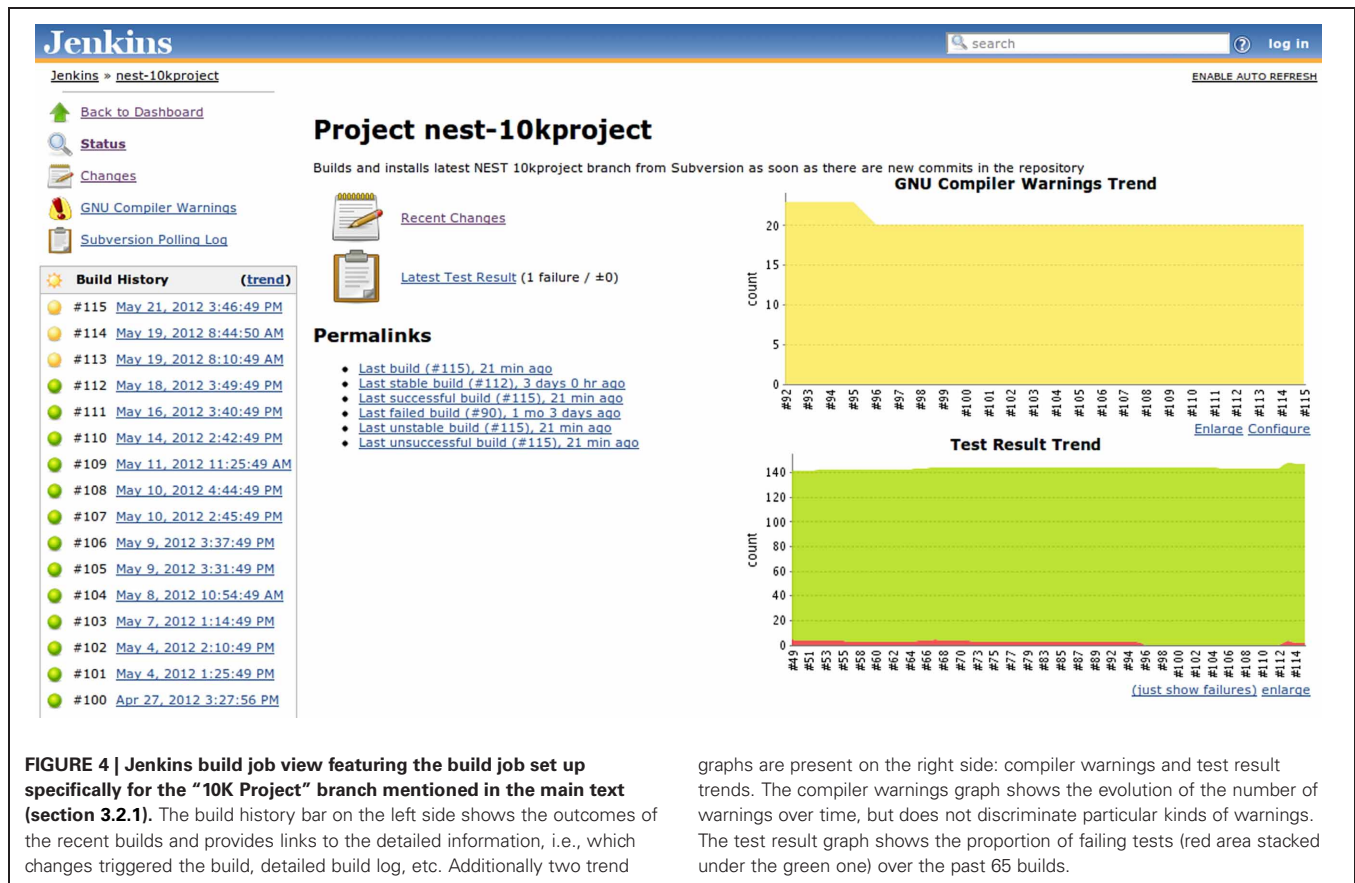 Jenkins
search
log in
Jenkins » nest-10kproject
ENABLE AUTO REFRESH
Back to Dashboard
Status
Changes
GNU Compiler Warnings
Subversion Polling Log
Build History (trend)
#115 May 21, 2012 3:46:49 PM
#114 May 19, 2012 8:44:50 AM
#113 May 19, 2012 8:10:49 AM
#112 May 18, 2012 3:49:49 PM
#111 May 16, 2012 3:40:49 PM
#110 May 14, 2012 2:42:49 PM
#109 May 11, 2012 11:25:49 AM
#108 May 10, 2012 4:44:49 PM
#107 May 10, 2012 2:45:49 PM
#106 May 9, 2012 3:37:49 PM
#105 May 9, 2012 3:31:49 PM
#104 May 8, 2012 10:54:49 AM
#103 May 7, 2012 1:14:49 PM
#102 May 4, 2012 2:10:49 PM
#101 May 4, 2012 1:25:49 PM
#100 Apr 27, 2012 3:27:56 PM
Project nest-10kproject
Builds and installs latest NEST 10kproject branch from Subversion as soon as there are new commits in the repository
Recent Changes
Latest Test Result (1 failure / ±0)
Permalinks
Last build (#115), 21 min ago
Last stable build (#112), 3 days 0 hr ago
Last successful build (#115), 21 min ago
Last failed build (#90), 1 mo 3 days ago
Last unstable build (#115), 21 min ago
Last unsuccessful build (#115), 21 min ago
GNU Compiler Warnings Trend
count
20
15
10
5
0
#92 #93 #94 #95 #96 #97 #98 #99 #100 #101 #102 #103 #104 #105 #106 #107 #108 #109 #110 #111 #112 #113 #114 #115
Enlarge Configure
Test Result Trend
count
140
120
100
80
60
40
20
0
#49 #51 #53 #55 #58 #60 #62 #64 #66 #68 #70 #73 #75 #77 #79 #83 #85 #87 #89 #92 #94 #96 #98 #100 #102 #104 #106 #108 #110 #112 #114
(just show failures) enlarge
FIGURE 4 | Jenkins build job view featuring the build job set up
specifically for the “10K Project” branch mentioned in the main text
(section 3.2.1). The build history bar on the left side shows the outcomes of
the recent builds and provides links to the detailed information, i.e., which
changes triggered the build, detailed build log, etc. Additionally two trend
graphs are present on the right side: compiler warnings and test result
trends. The compiler warnings graph shows the evolution of the number of
warnings over time, but does not discriminate particular kinds of warnings.
The test result graph shows the proportion of failing tests (red area stacked
under the green one) over the past 65 builds.